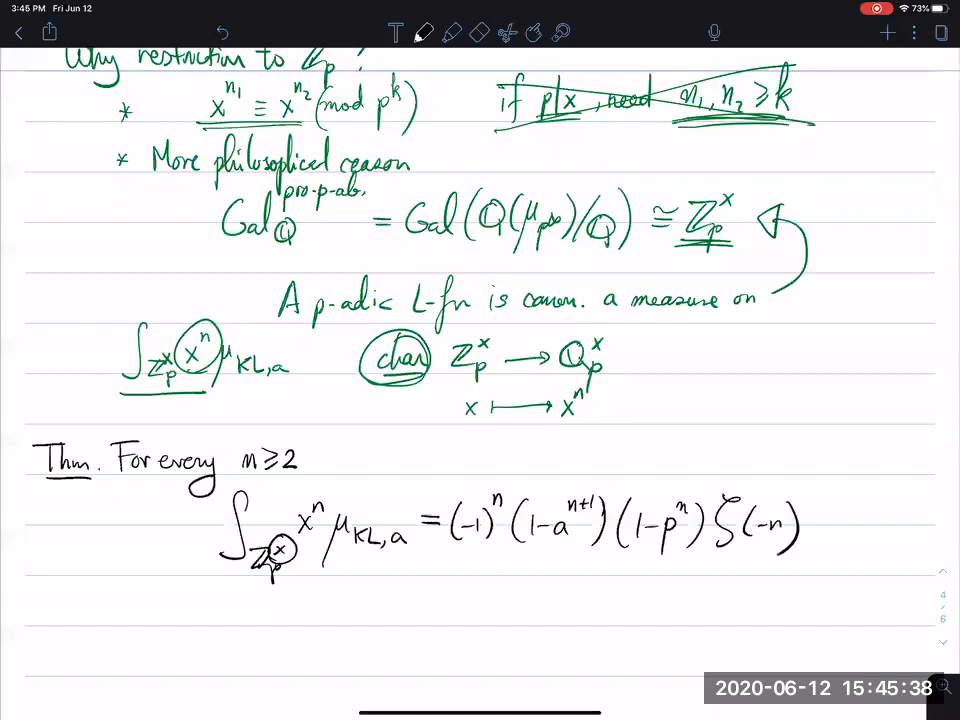 3:45 PM Fri Jun 12
73%
Why restriction to ℤ_p^× ?
* x^{n_1} ≡ x^{n_2} (mod p^k) if p|x, need n_1, n_2 ⩾ k
* More philosophical reason
Gal_ℚ^{pro-p-ab.} = Gal(ℚ(μ_{p^∞})/ℚ) ≅ ℤ_p^×
A p-adic L-fn is canon. a measure on
∫_{ℤ_p^×} x^n μ_{KL,a} char ℤ_p^× → ℚ_p^×
x ↦ x^n
Thm. For every n ⩾ 2
∫_{ℤ_p^×} x^n μ_{KL,a} = (-1)^n (1-a^{n+1}) (1-p^n) ζ(-n)
4
/
6
2020-06-12 15:45:38